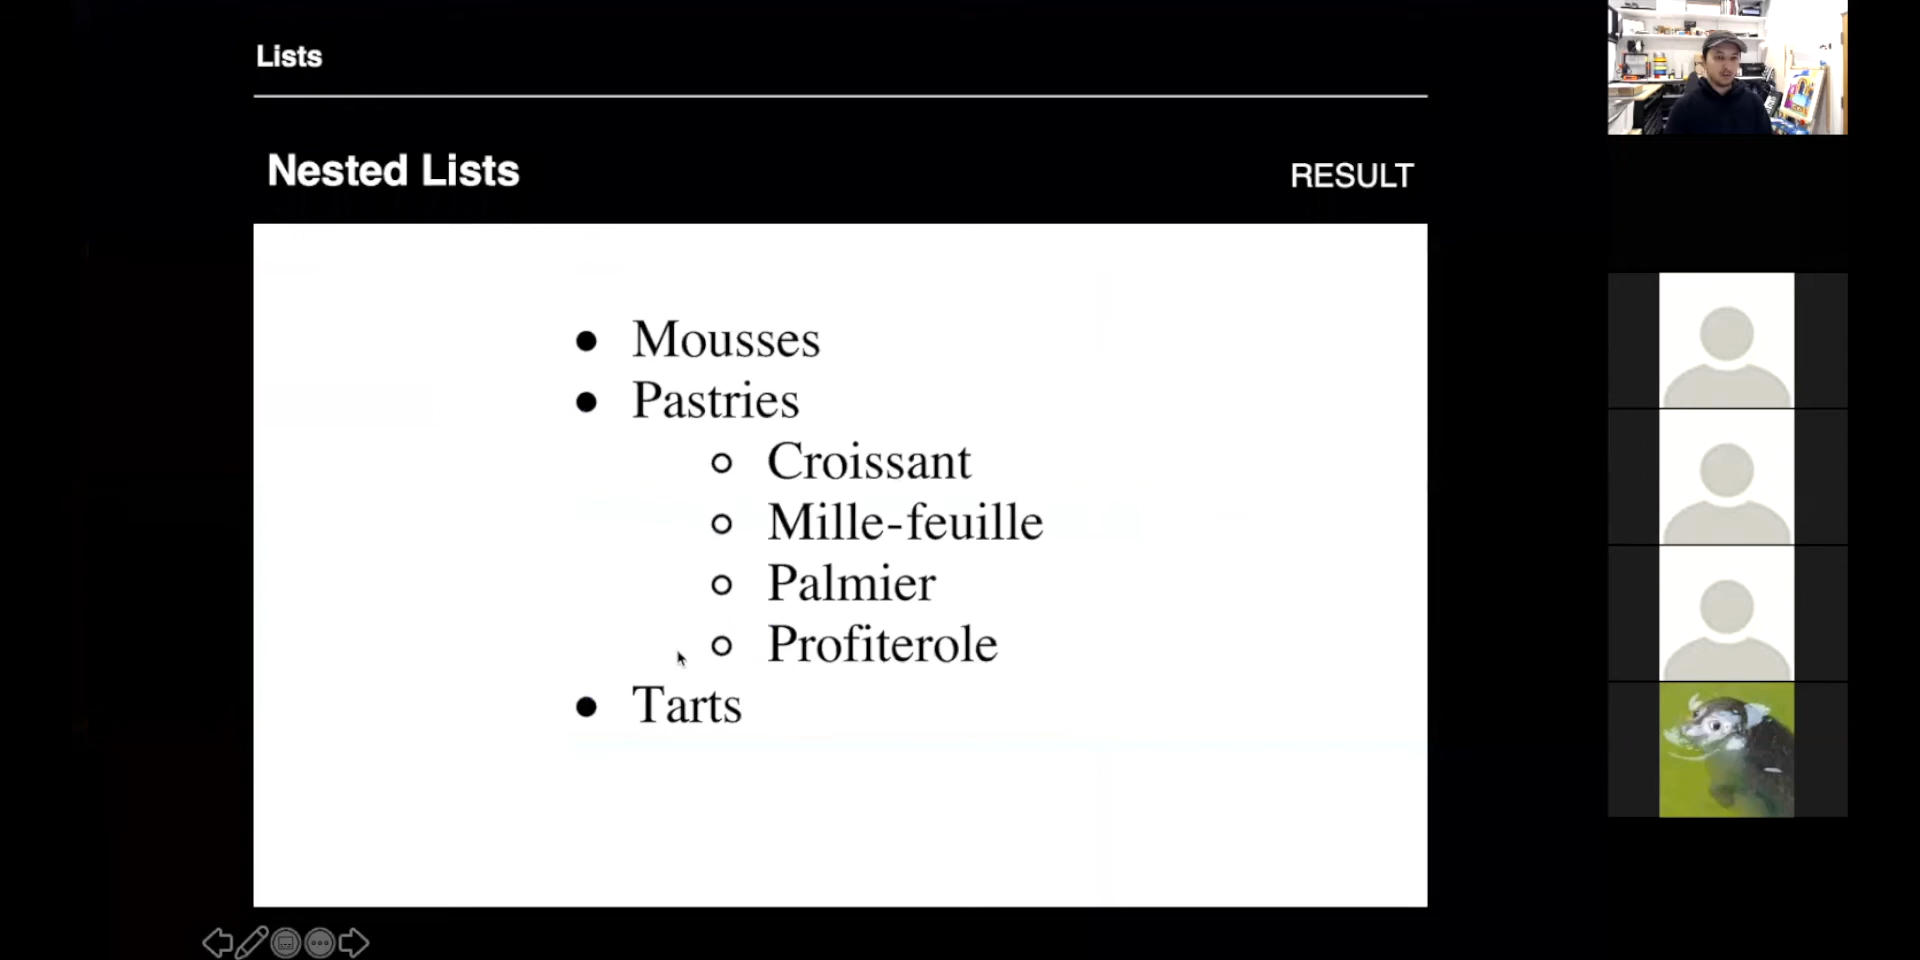 Lists
Nested Lists
RESULT
Mousses
Pastries
Croissant
Mille-feuille
Palmier
Profiterole
Tarts